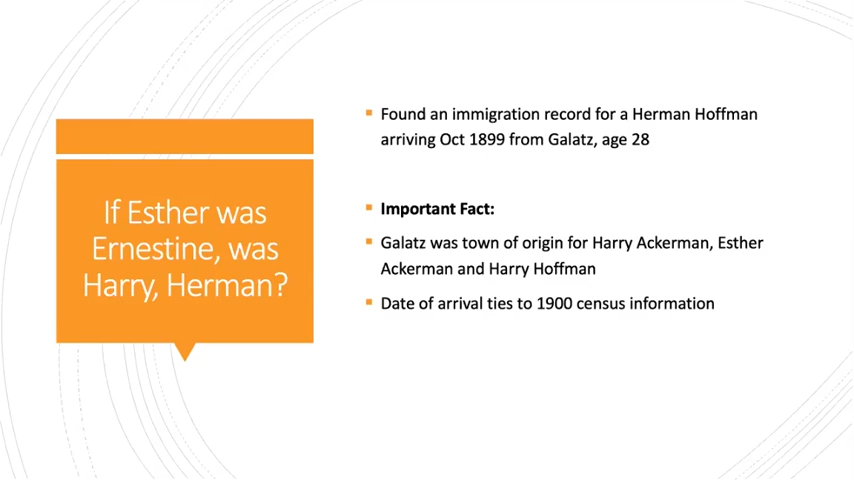 If Esther was
Ernestine, was
Harry, Herman?
Found an immigration record for a Herman Hoffman
arriving Oct 1899 from Galatz, age 28
Important Fact:
Galatz was town of origin for Harry Ackerman, Esther
Ackerman and Harry Hoffman
Date of arrival ties to 1900 census information